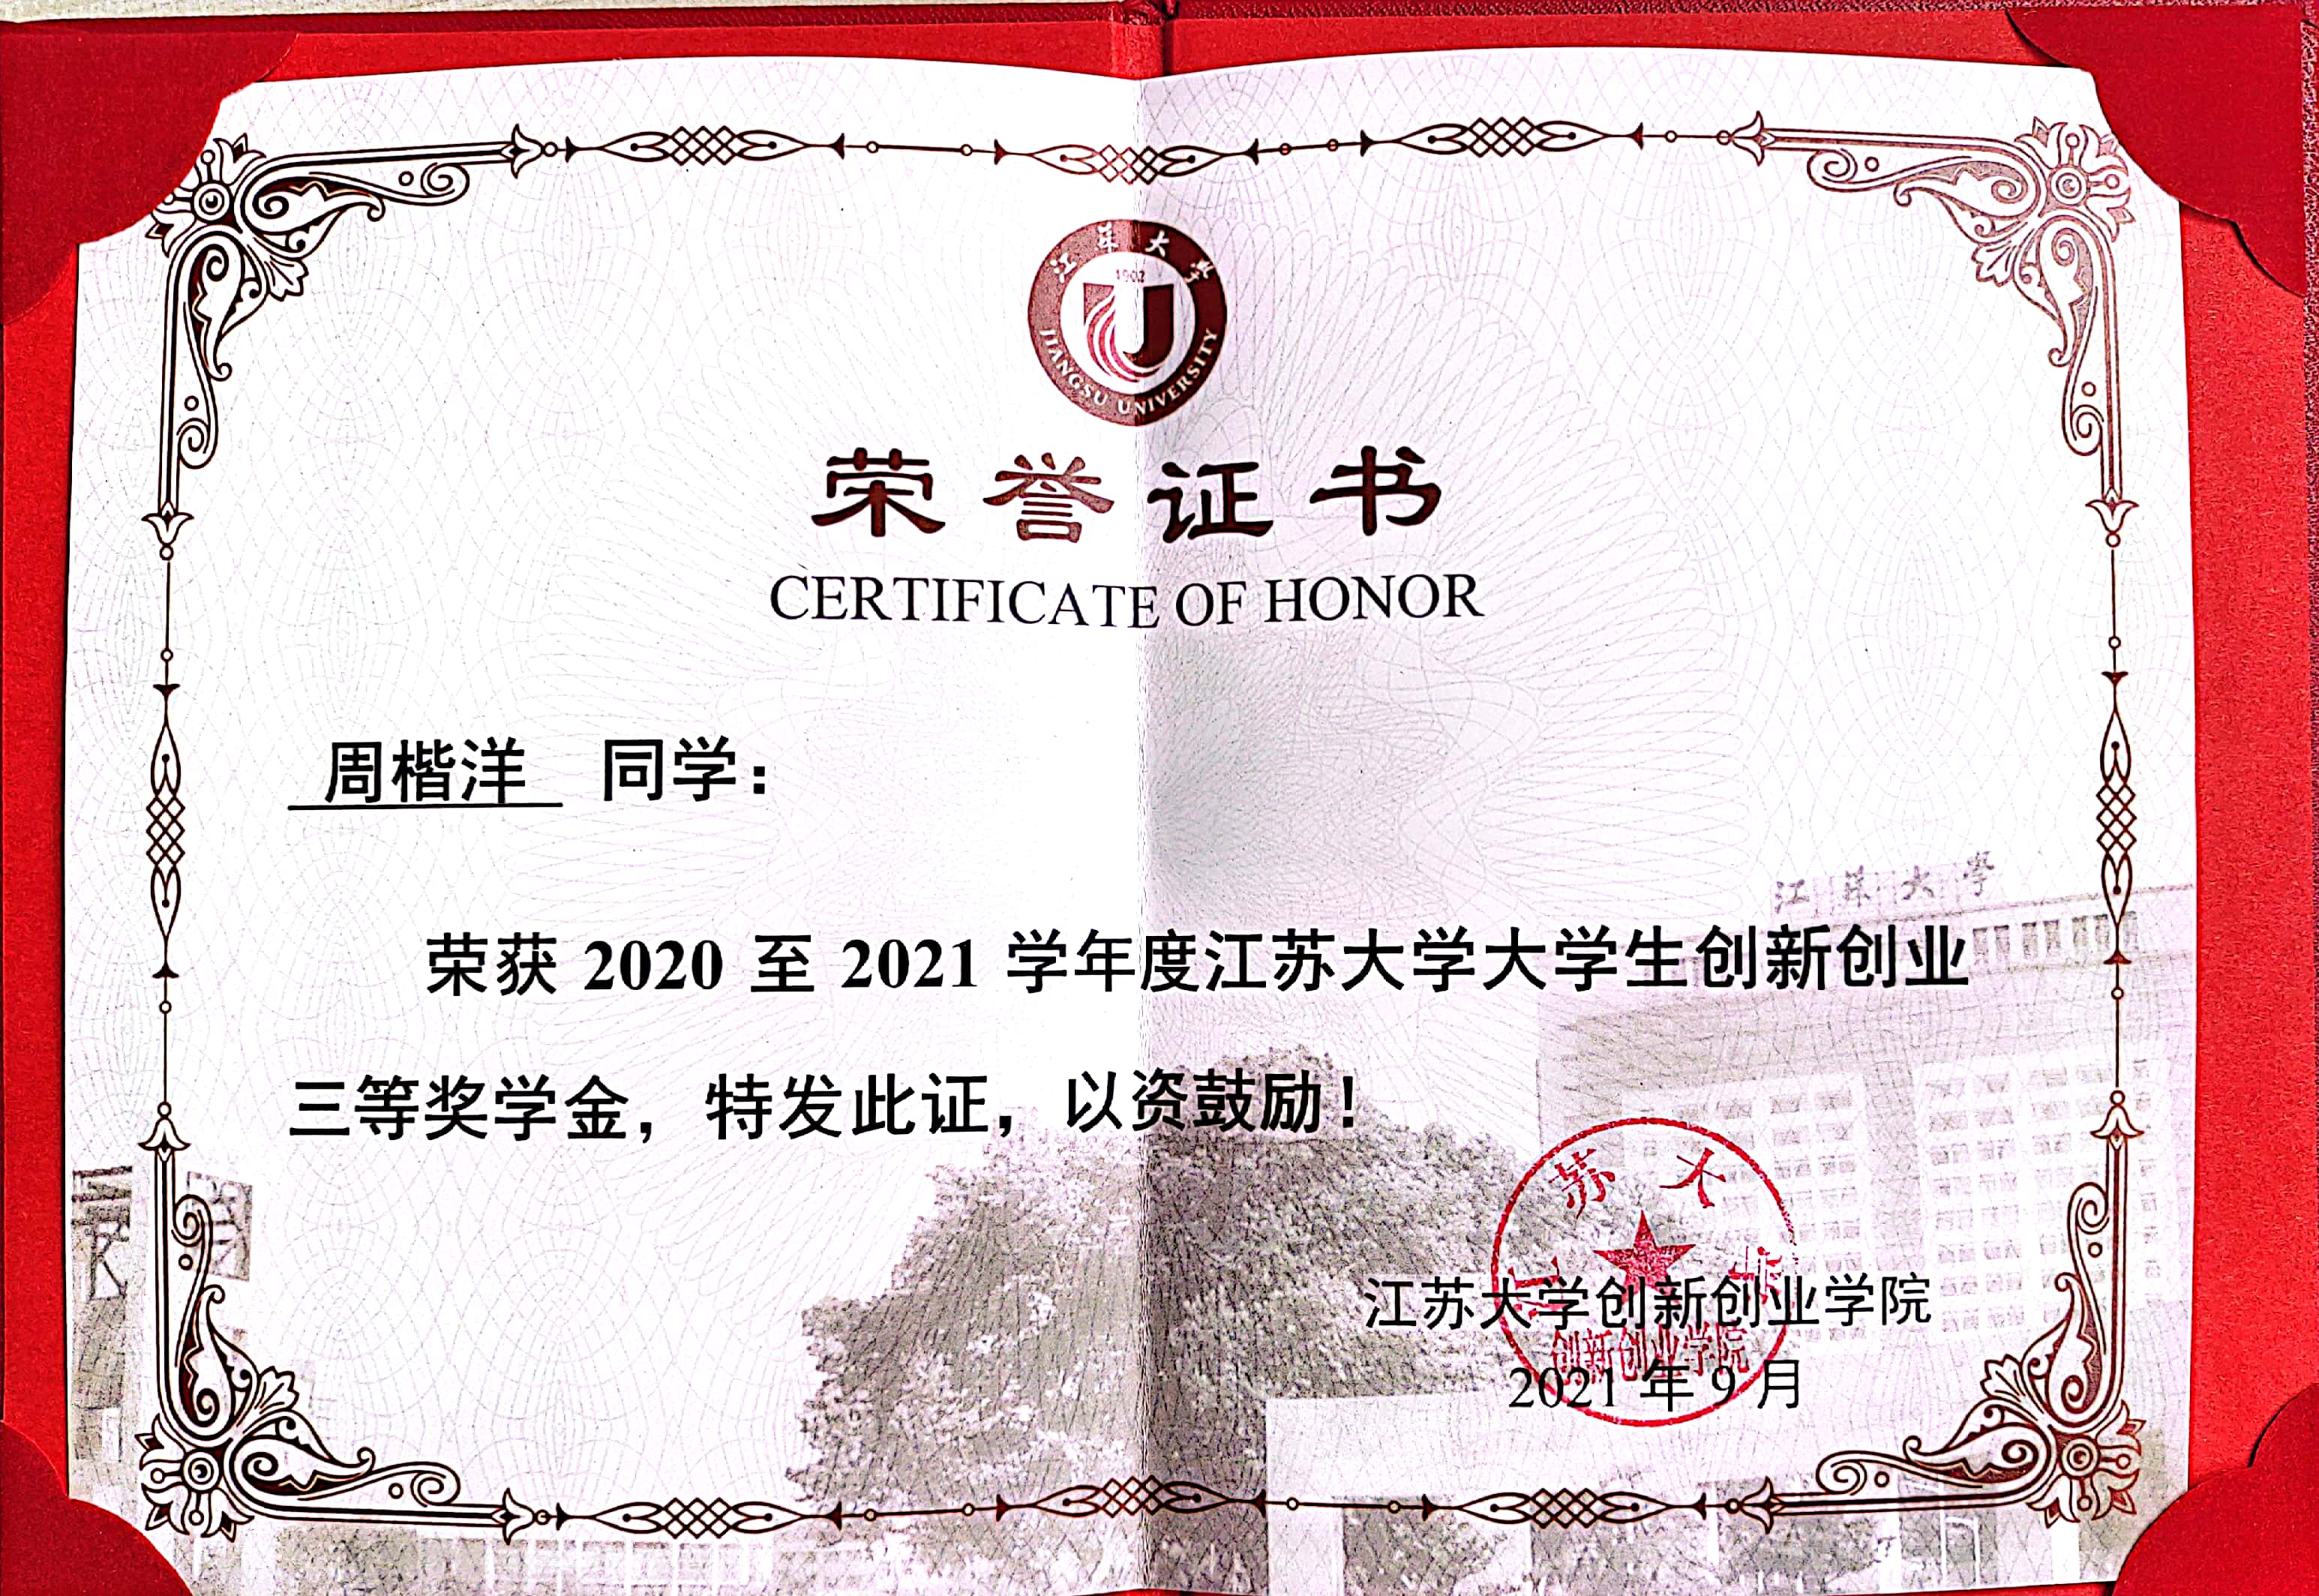 江苏大学
1902
JIANGSU UNIVERSITY
荣誉证书
CERTIFICATE OF HONOR
周楷洋 同学：
江苏大学
荣获 2020 至 2021 学年度江苏大学大学生创新创业
三等奖学金，特发此证，以资鼓励！
江苏大学
江苏大学创新创业学院
创新创业学院
2021 年 9 月